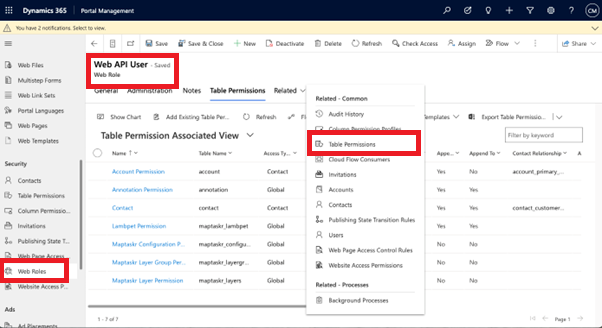 Dynamics 365 Portal Management CM
You have 2 notifications. Select to view.
Save Save & Close New Deactivate Delete Refresh Check Access Assign Flow Share
Web API User - Saved
Web Role
General Administration Notes Table Permissions Related
Web Files
Multistep Forms
Web Link Sets
Portal Languages
Web Pages
Web Templates
Security
Contacts
Table Permissions
Column Permissio...
Invitations
Publishing State T...
Web Page Access
Web Roles
Website Access P...
Ads
Ad Placements
Show Chart Add Existing Table Per... Refresh Templates Export Table Permission...
Table Permission Associated View Filter by keyword
Name ↑ Table Name Access Ty... Appe... Append To Contact Relationship A
Account Permission account Contact Yes No account_primary_
Annotation Permission annotation Global Yes Yes
Contact contact Contact Yes Yes contact_customer...
Lambpet Permission maptaskr_lambpet Global Yes Yes
Maptaskr Configuration P... maptaskr_configu... Global Yes No
Maptaskr Layer Group Per... maptaskr_layergr... Global Yes No
Maptaskr Layer Permission maptaskr_layer Global Yes No
1 - 7 of 7 Page 1
Related - Common
Audit History
Column Permission Profiles
Table Permissions
Cloud Flow Consumers
Invitations
Accounts
Contacts
Publishing State Transition Rules
Users
Web Page Access Control Rules
Website Access Permissions
Related - Processes
Background Processes